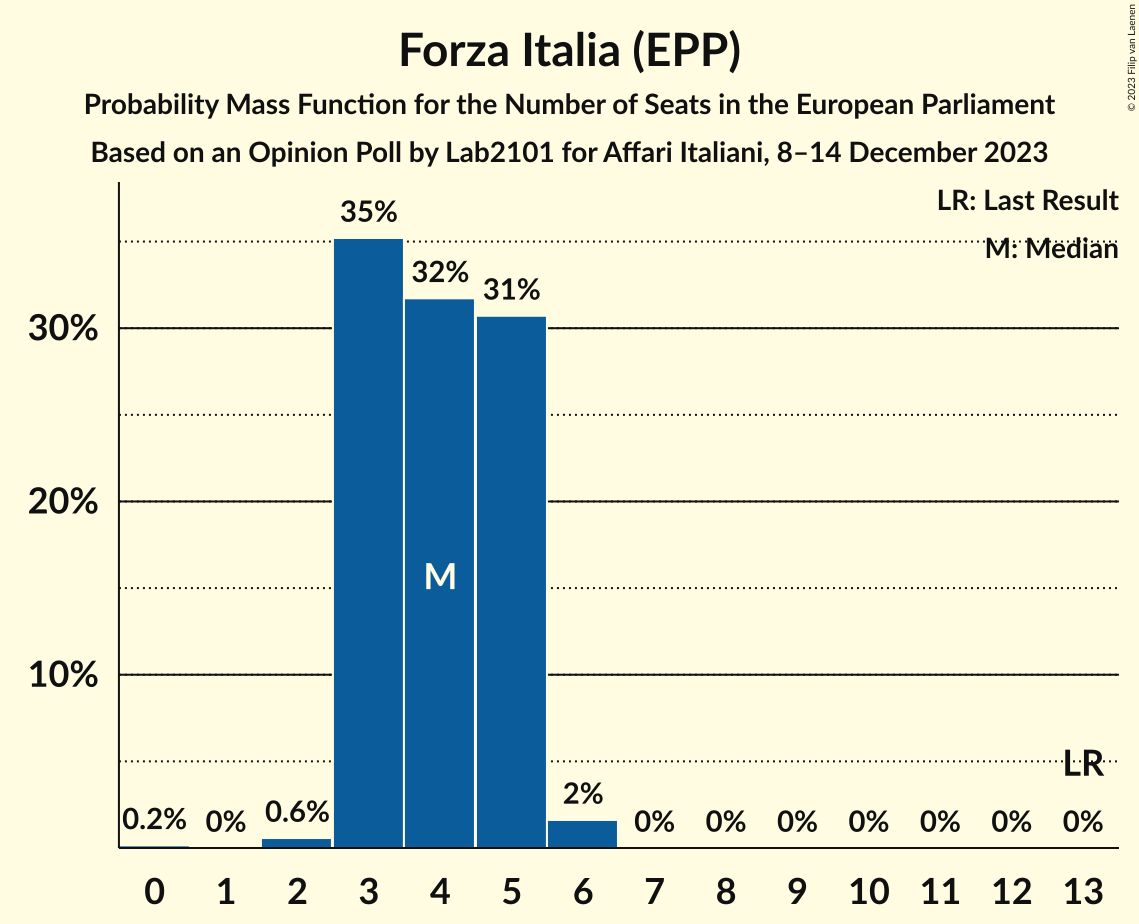 Forza Italia (EPP)
Probability Mass Function for the Number of Seats in the European Parliament
Based on an Opinion Poll by Lab2101 for Affari Italiani, 8–14 December 2023
© 2023 Filip van Laenen
LR: Last Result
M: Median
35%
32%
31%
30%
20%
M
10%
LR
0.2% 0% 0.6% 2% 0% 0% 0% 0% 0% 0% 0%
0 1 2 3 4 5 6 7 8 9 10 11 12 13